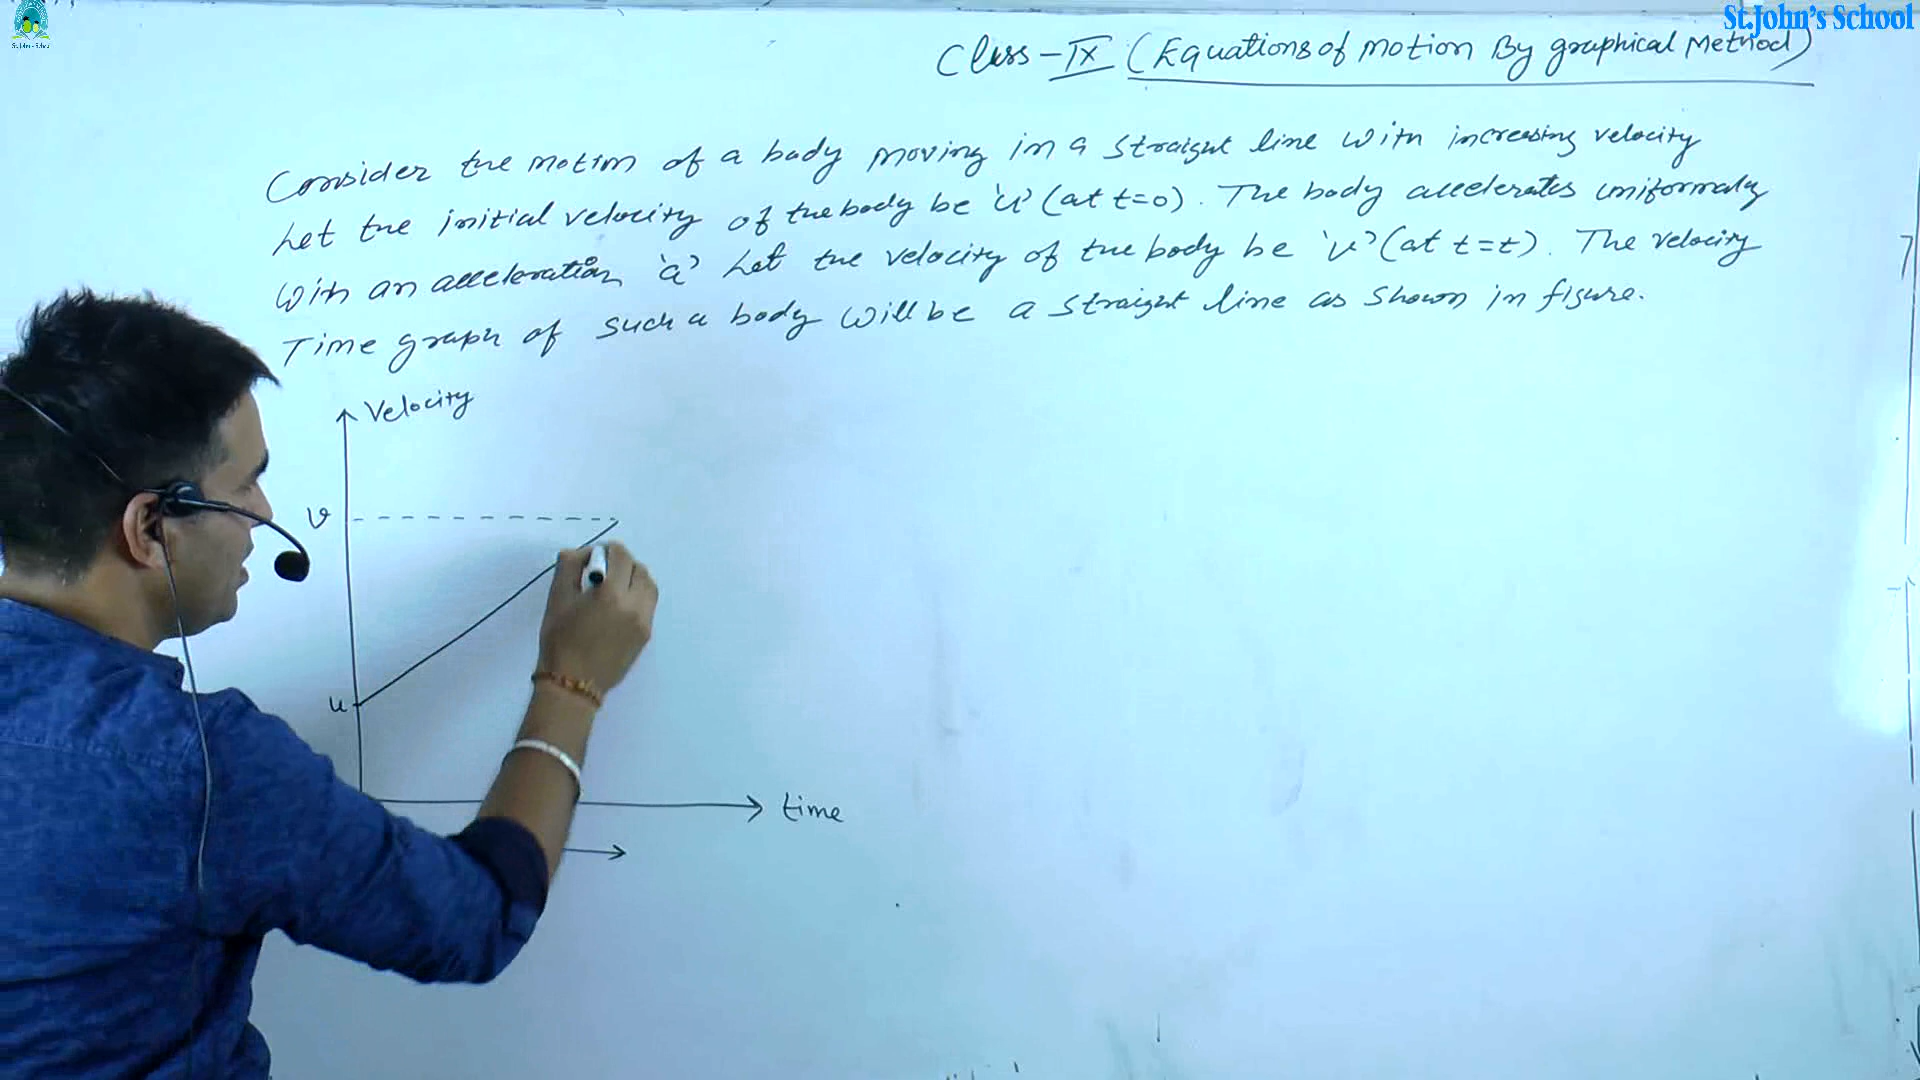 St.John's School
Class - IX (Equations of Motion By graphical Method)
Consider the motion of a body moving in a straight line with increasing velocity
Let the initial velocity of the body be 'u' (at t=0). The body accelerates uniformaly
with an acceleration 'a' Let the velocity of the body be 'v' (at t=t). The velocity
Time graph of such a body will be a straight line as shown in figure.
Velocity
v
u
time